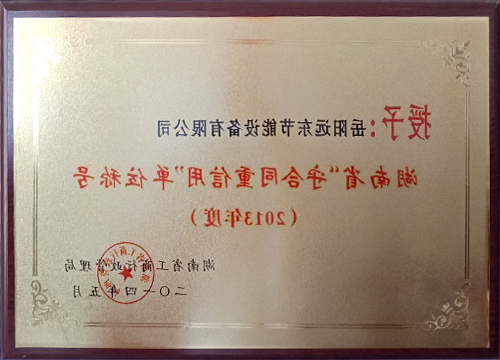 授予：岳阳远东节能设备有限公司
湖南省“守合同重信用”单位称号
（2013年度）
湖南省工商行政管理局
二〇一四年五月